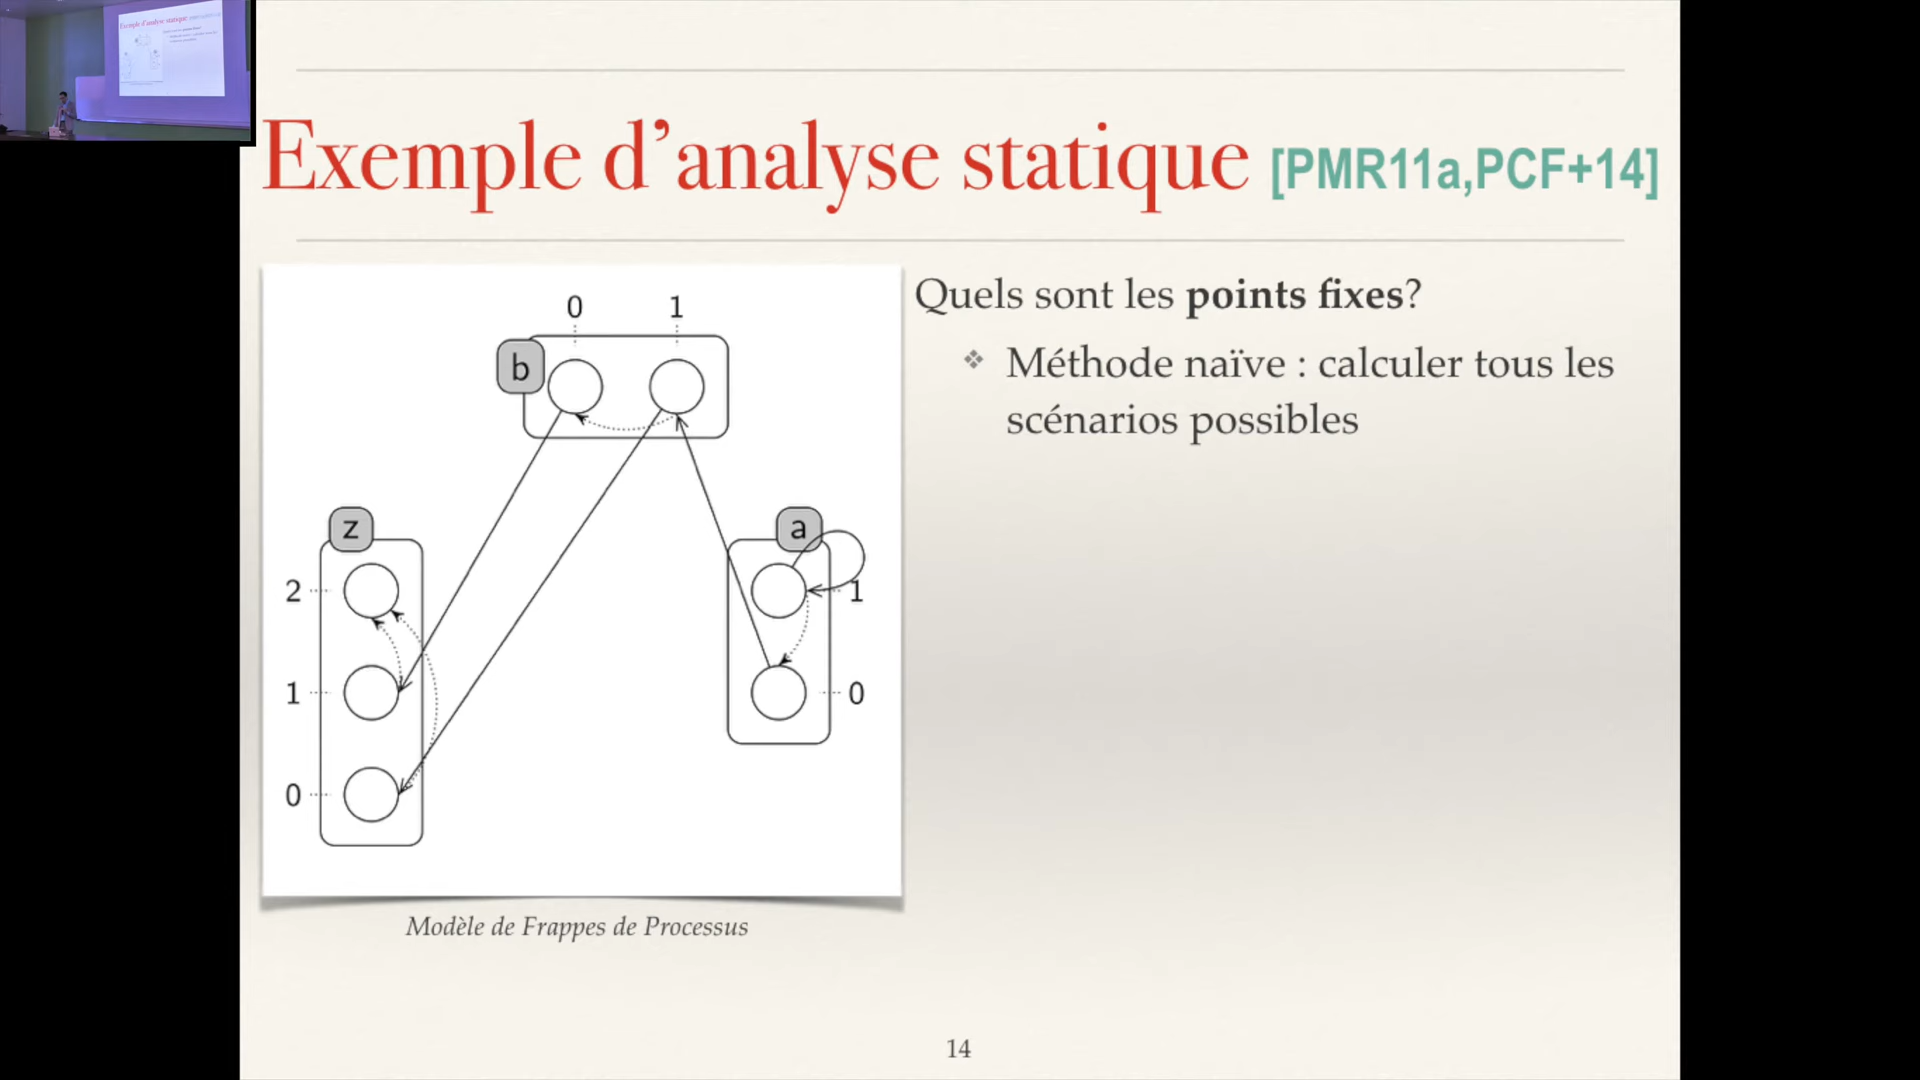 Exemple d'analyse statique [PMR11a,PCF+14]
Quels sont les points fixes?
❖ Méthode naïve : calculer tous les
scénarios possibles
0 1
b
z
a
2
1
1
0
0
Modèle de Frappes de Processus
14